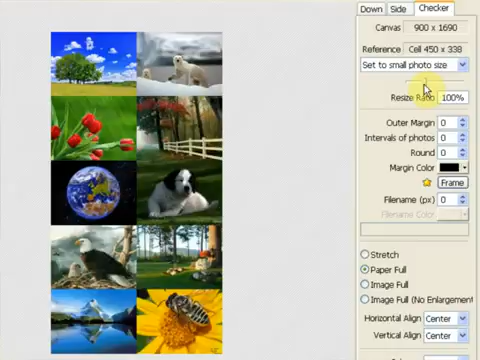 Down Side Checker
Canvas 900 x 1690
Reference Cell 450 x 338
Set to small photo size
Resize Ratio 100%
Outer Margin 0
Intervals of photos 0
Round 0
Margin Color
Frame
Filename (px) 0
Filename Color
Stretch
Paper Full
Image Full
Image Full (No Enlargement
Horizontal Align Center
Vertical Align Center